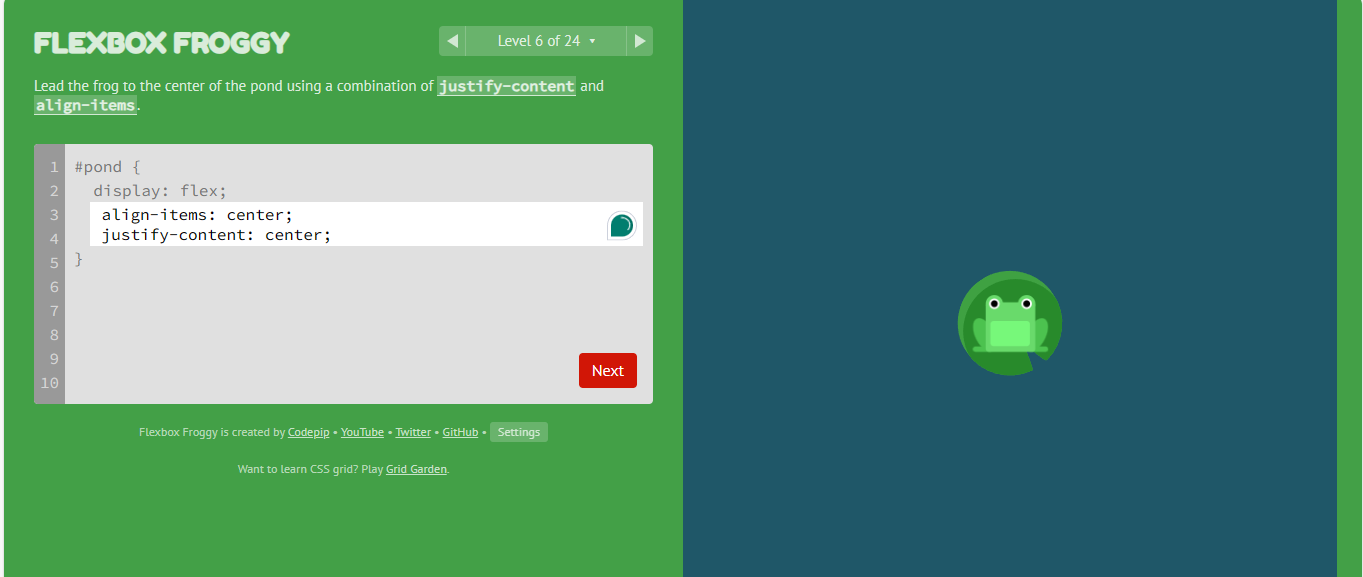 FLEXBOX FROGGY
Level 6 of 24
Lead the frog to the center of the pond using a combination of justify-content and
align-items.
1 #pond {
2 display: flex;
3 align-items: center;
4 justify-content: center;
5 }
6
7
8
9
10
Next
Flexbox Froggy is created by Codepip • YouTube • Twitter • GitHub • Settings
Want to learn CSS grid? Play Grid Garden.